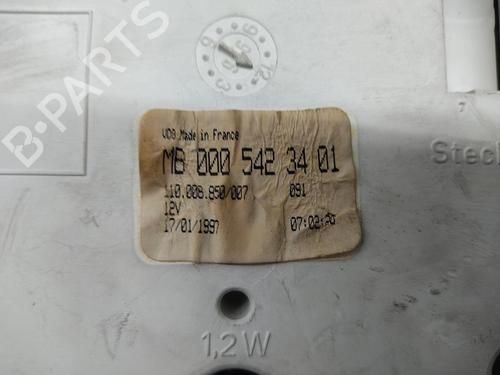 B-PARTS
VDO Made in France
MB 000 542 34 01
110.008.850/007 091
12V
17/01/1997 07:02:20
7
Stec
1,2 W